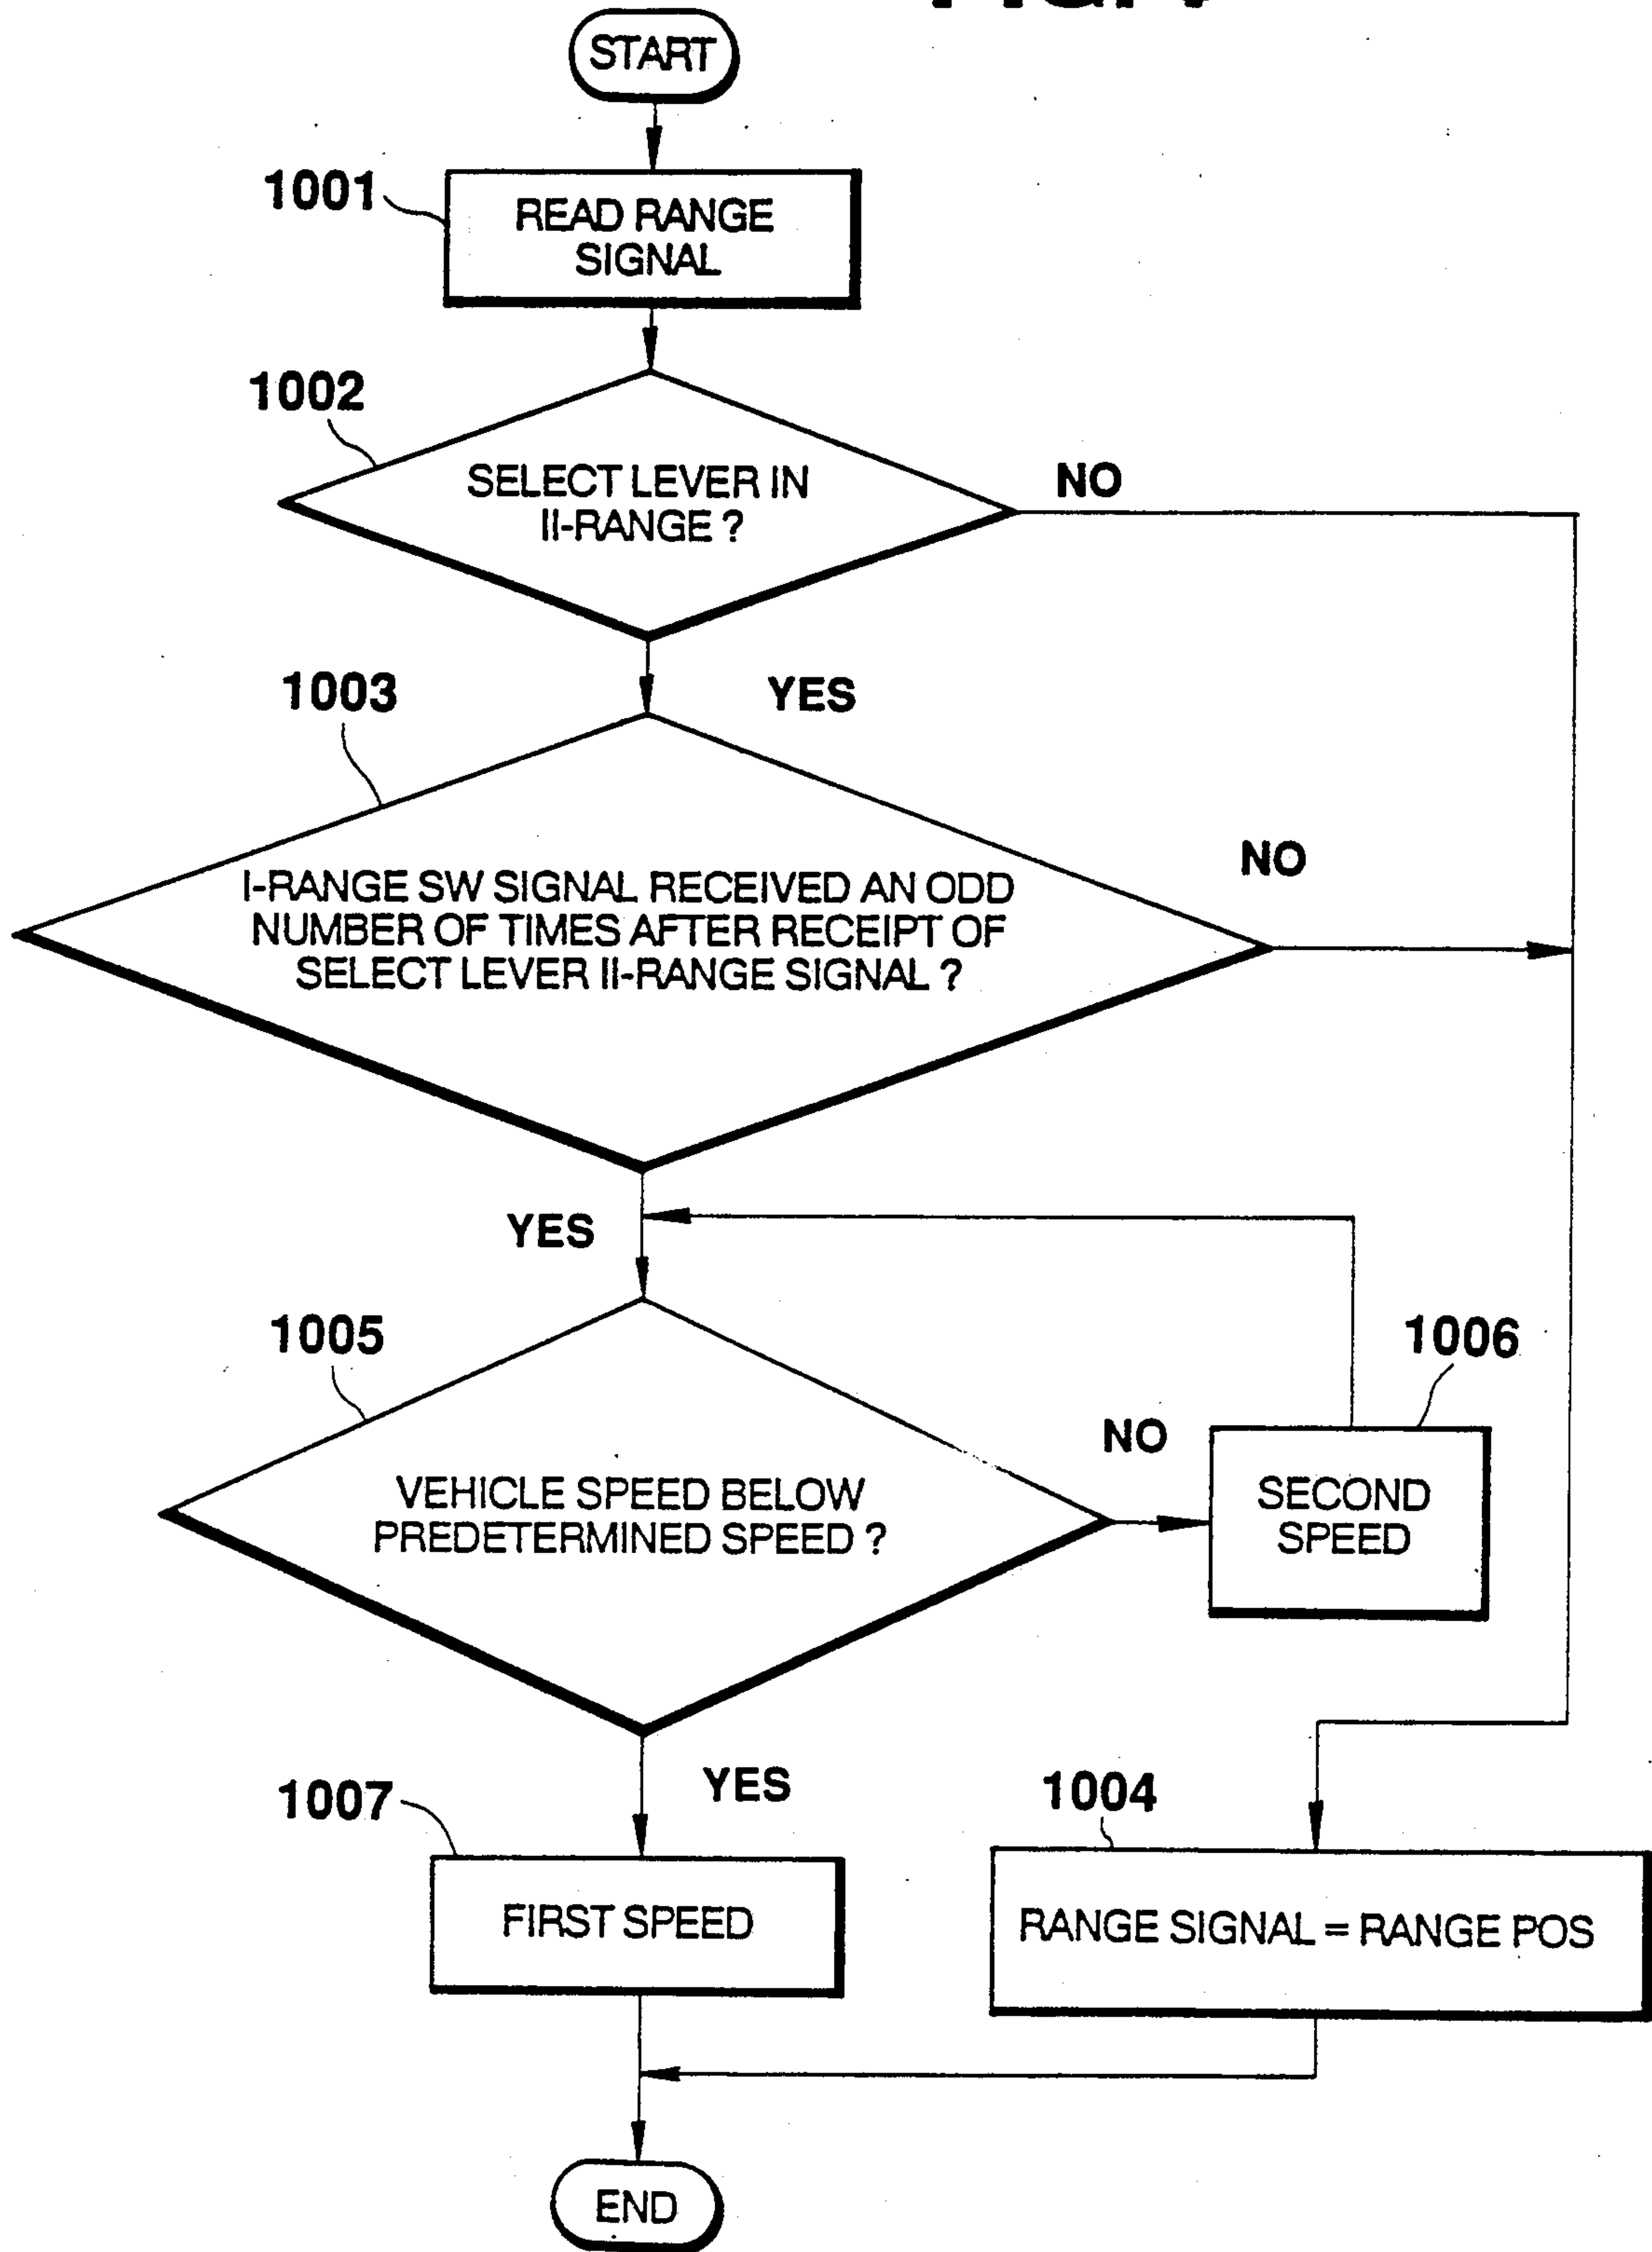 START
1001
READ RANGE
SIGNAL
1002
SELECT LEVER IN
II-RANGE ?
NO
YES
1003
I-RANGE SW SIGNAL RECEIVED AN ODD
NUMBER OF TIMES AFTER RECEIPT OF
SELECT LEVER II-RANGE SIGNAL ?
NO
YES
1005
VEHICLE SPEED BELOW
PREDETERMINED SPEED ?
NO
1006
SECOND
SPEED
YES
1007
FIRST SPEED
1004
RANGE SIGNAL = RANGE POS
END